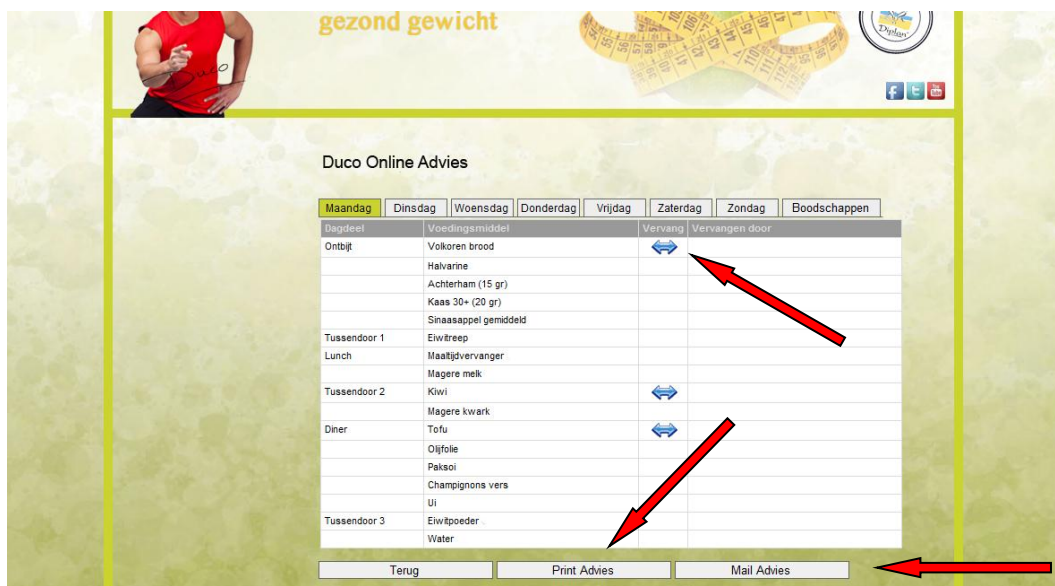 gezond gewicht
Duco
Diplan
Duco Online Advies
Maandag Dinsdag Woensdag Donderdag Vrijdag Zaterdag Zondag Boodschappen
Dagdeel Voedingsmiddel Vervang Vervangen door
Ontbijt Volkoren brood
Halvarine
Achterham (15 gr)
Kaas 30+ (20 gr)
Sinaasappel gemiddeld
Tussendoor 1 Eiwitreep
Lunch Maaltijdvervanger
Magere melk
Tussendoor 2 Kiwi
Magere kwark
Diner Tofu
Olijfolie
Paksoi
Champignons vers
Ui
Tussendoor 3 Eiwitpoeder
Water
Terug Print Advies Mail Advies